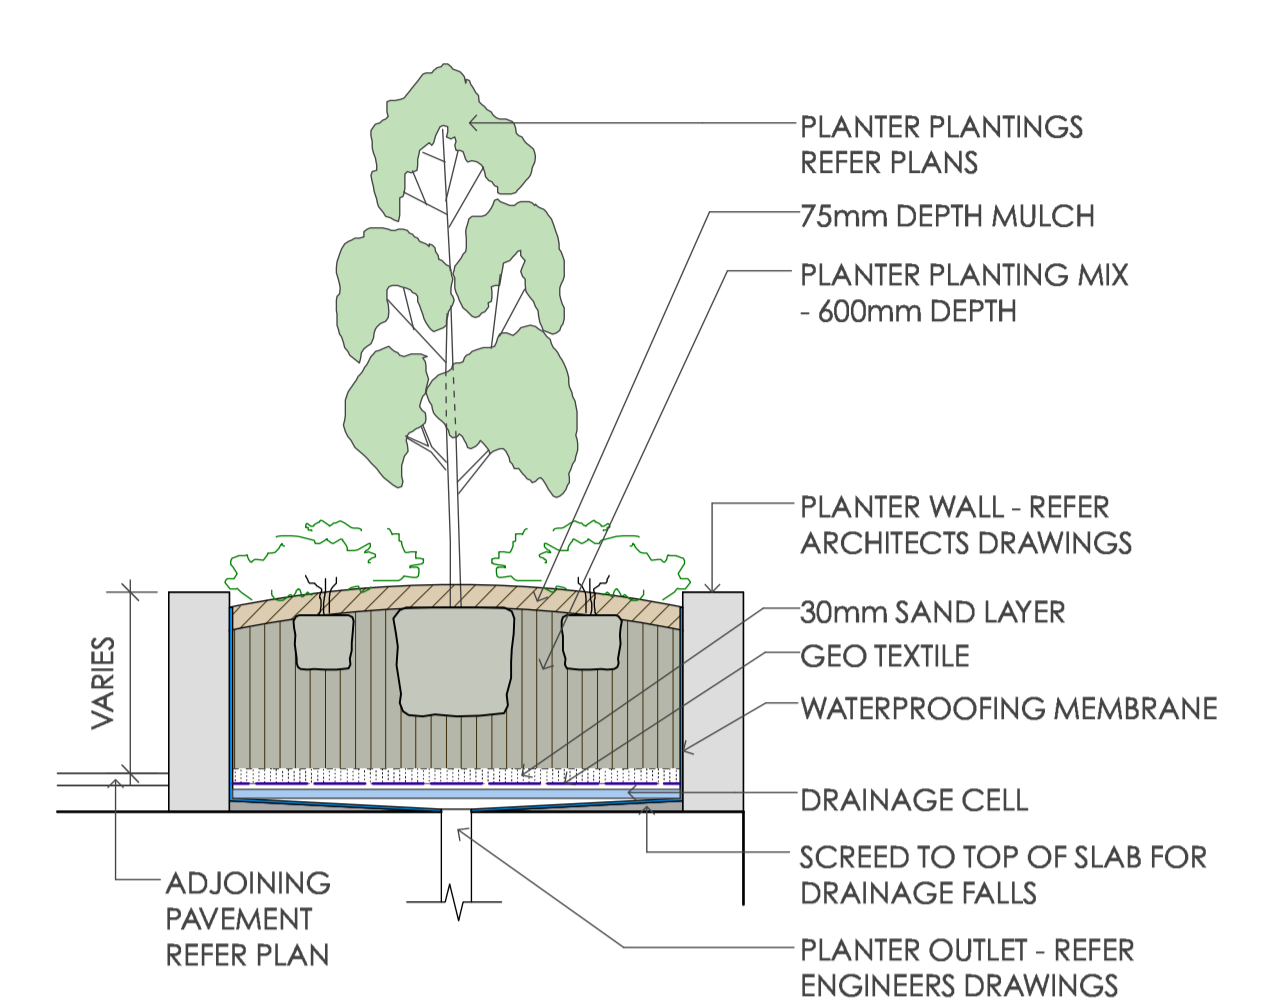 PLANTER PLANTINGS
REFER PLANS
75mm DEPTH MULCH
PLANTER PLANTING MIX
- 600mm DEPTH
PLANTER WALL - REFER
ARCHITECTS DRAWINGS
30mm SAND LAYER
GEO TEXTILE
WATERPROOFING MEMBRANE
DRAINAGE CELL
SCREED TO TOP OF SLAB FOR
DRAINAGE FALLS
PLANTER OUTLET - REFER
ENGINEERS DRAWINGS
VARIES
ADJOINING
PAVEMENT
REFER PLAN